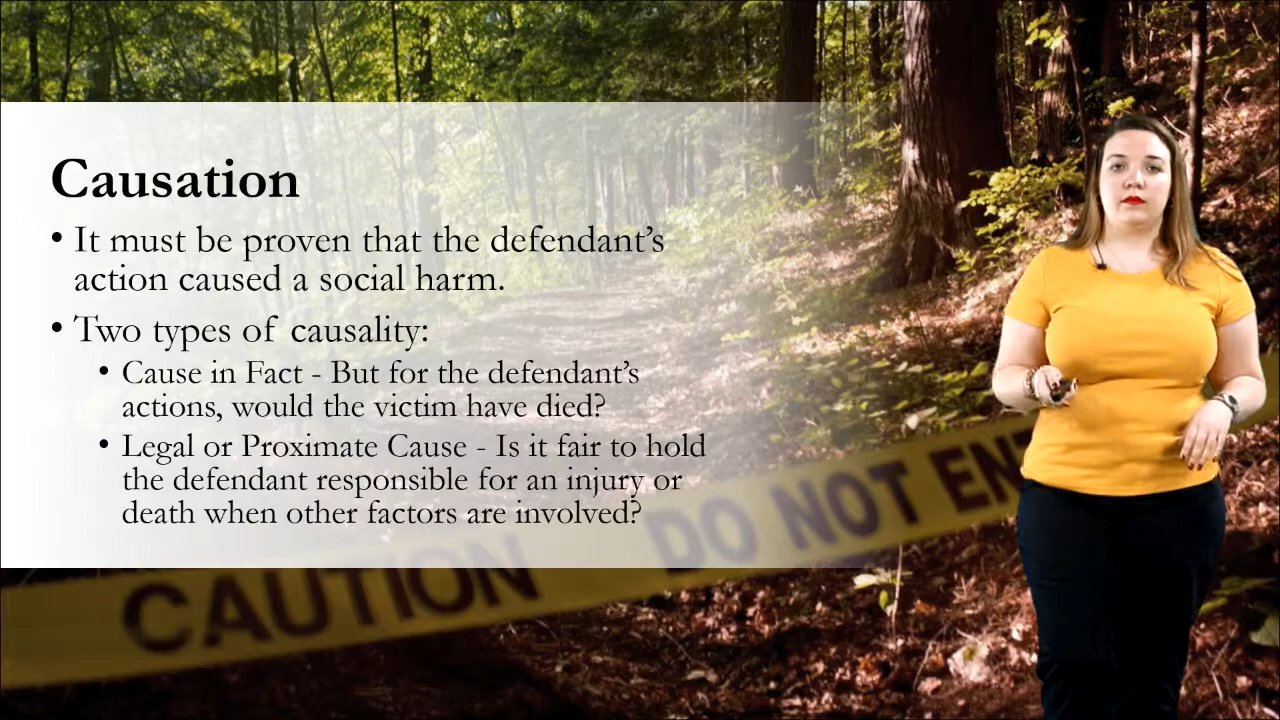 Causation
• It must be proven that the defendant’s
action caused a social harm.
• Two types of causality:
• Cause in Fact - But for the defendant’s
actions, would the victim have died?
• Legal or Proximate Cause - Is it fair to hold
the defendant responsible for an injury or
death when other factors are involved?
CAUTION DO NOT ENT